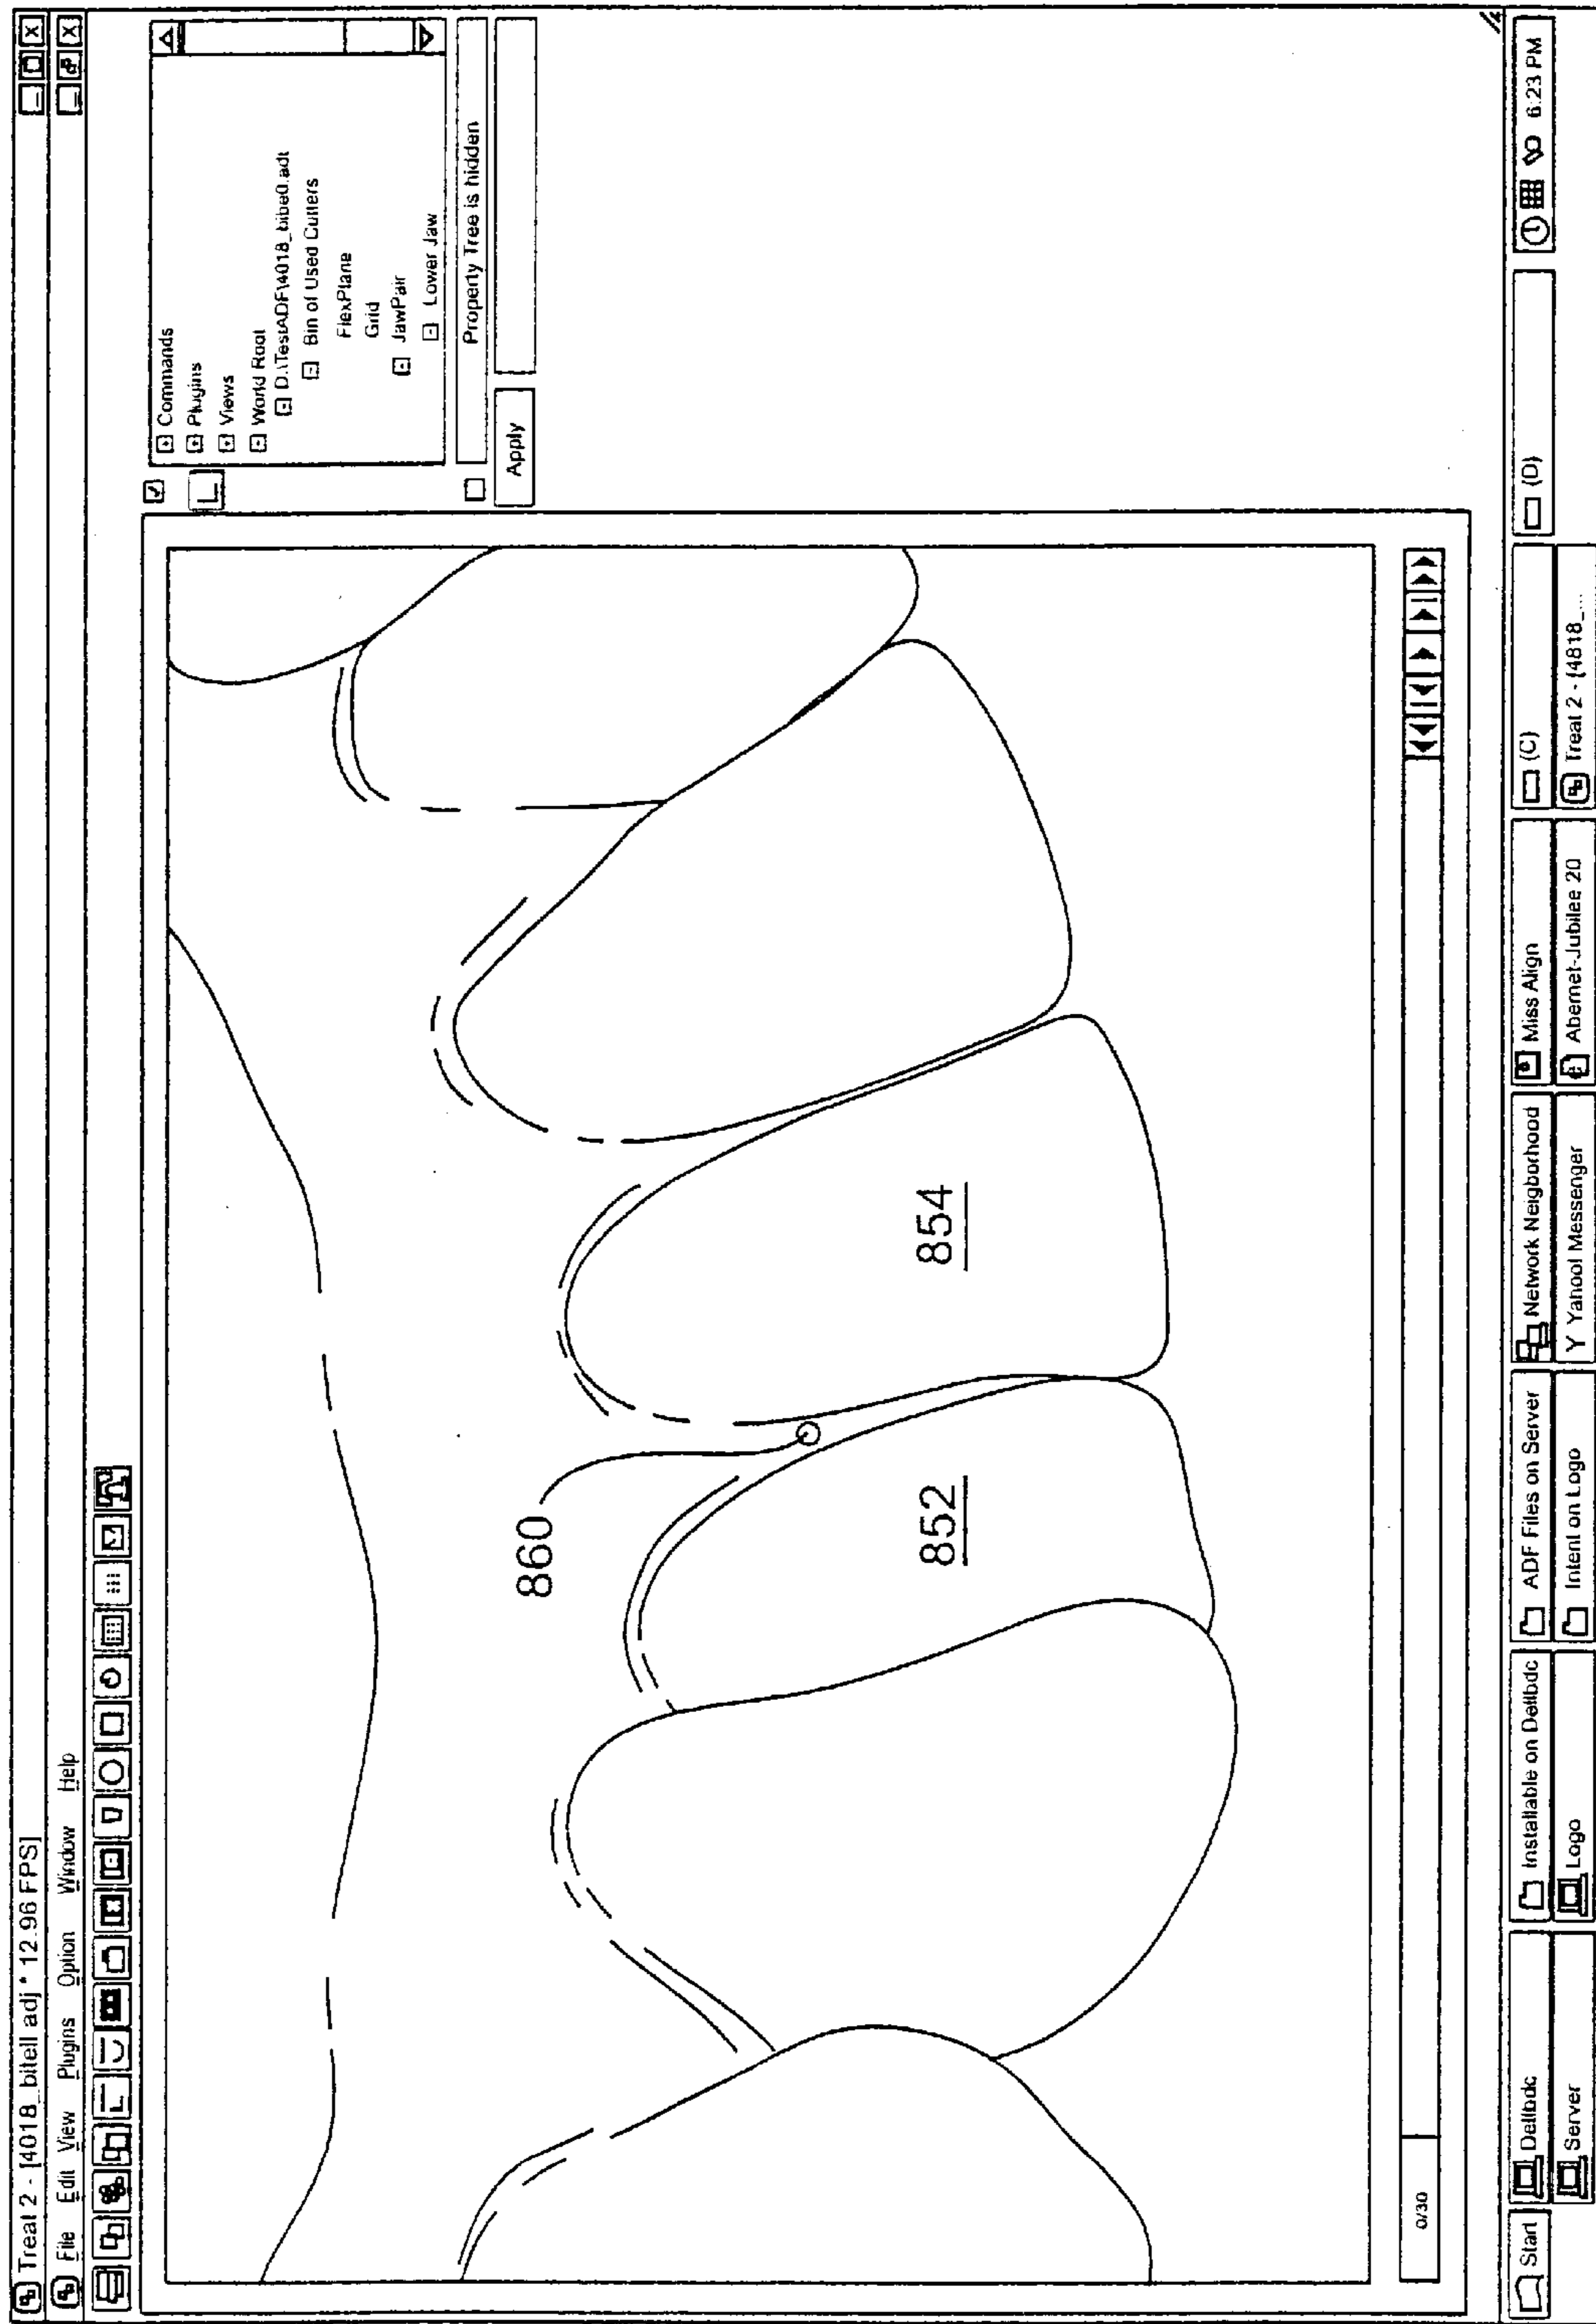 Treat 2 - [4018_bitell adj * 12.96 FPS]
File Edit View Plugins Option Window Help
Commands
Plugins
Views
World Root
D.\TestADF\4018_bibe0.adt
Bin of Used Cutters
FlexPlane
Grid
JawPair
Lower Jaw
Property Tree is hidden
Apply
860
852
854
0/30
Start
Dellbdc
Installable on Dellbdc
ADF Files on Server
Network Neigborhood
Miss Align
(C)
(D)
6:23 PM
Server
Logo
Intent on Logo
Y Yahool Messenger
Abernet-Jubilee 20
Treat 2 - [4818_...